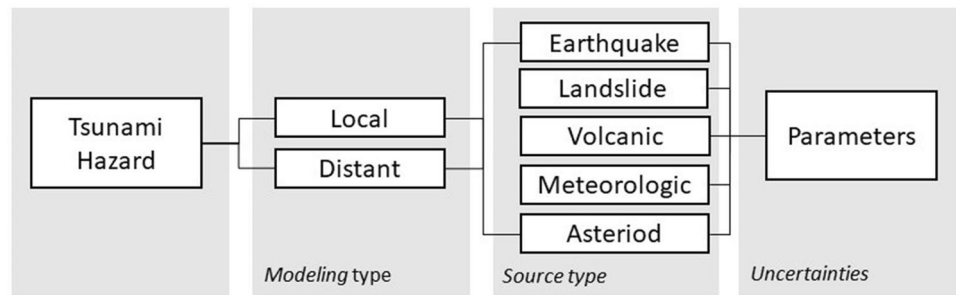 Tsunami
Hazard
Local
Distant
Modeling type
Earthquake
Landslide
Volcanic
Meteorologic
Asteriod
Source type
Parameters
Uncertainties